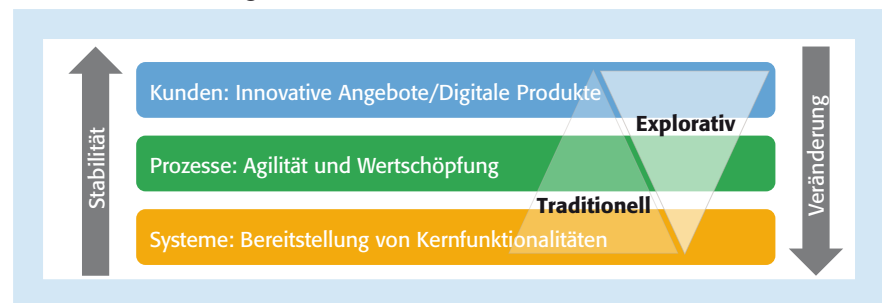 Stabilität
Kunden: Innovative Angebote/Digitale Produkte
Explorativ
Prozesse: Agilität und Wertschöpfung
Traditionell
Systeme: Bereitstellung von Kernfunktionalitäten
Veränderung